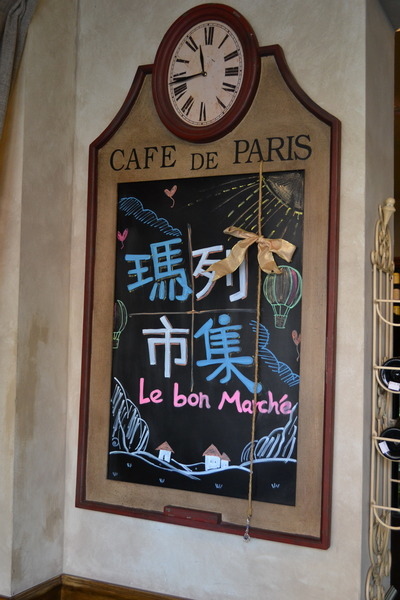 CAFE DE PARIS
瑪列
市集
Le bon Marché